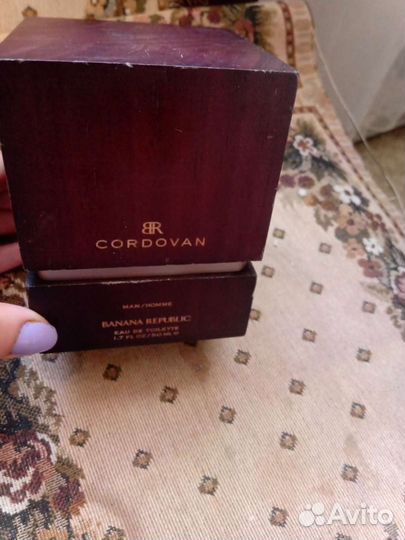 BR
CORDOVAN
MAN/HOMME
BANANA REPUBLIC
EAU DE TOILETTE
1.7 FL OZ/50 ML ℮
Avito